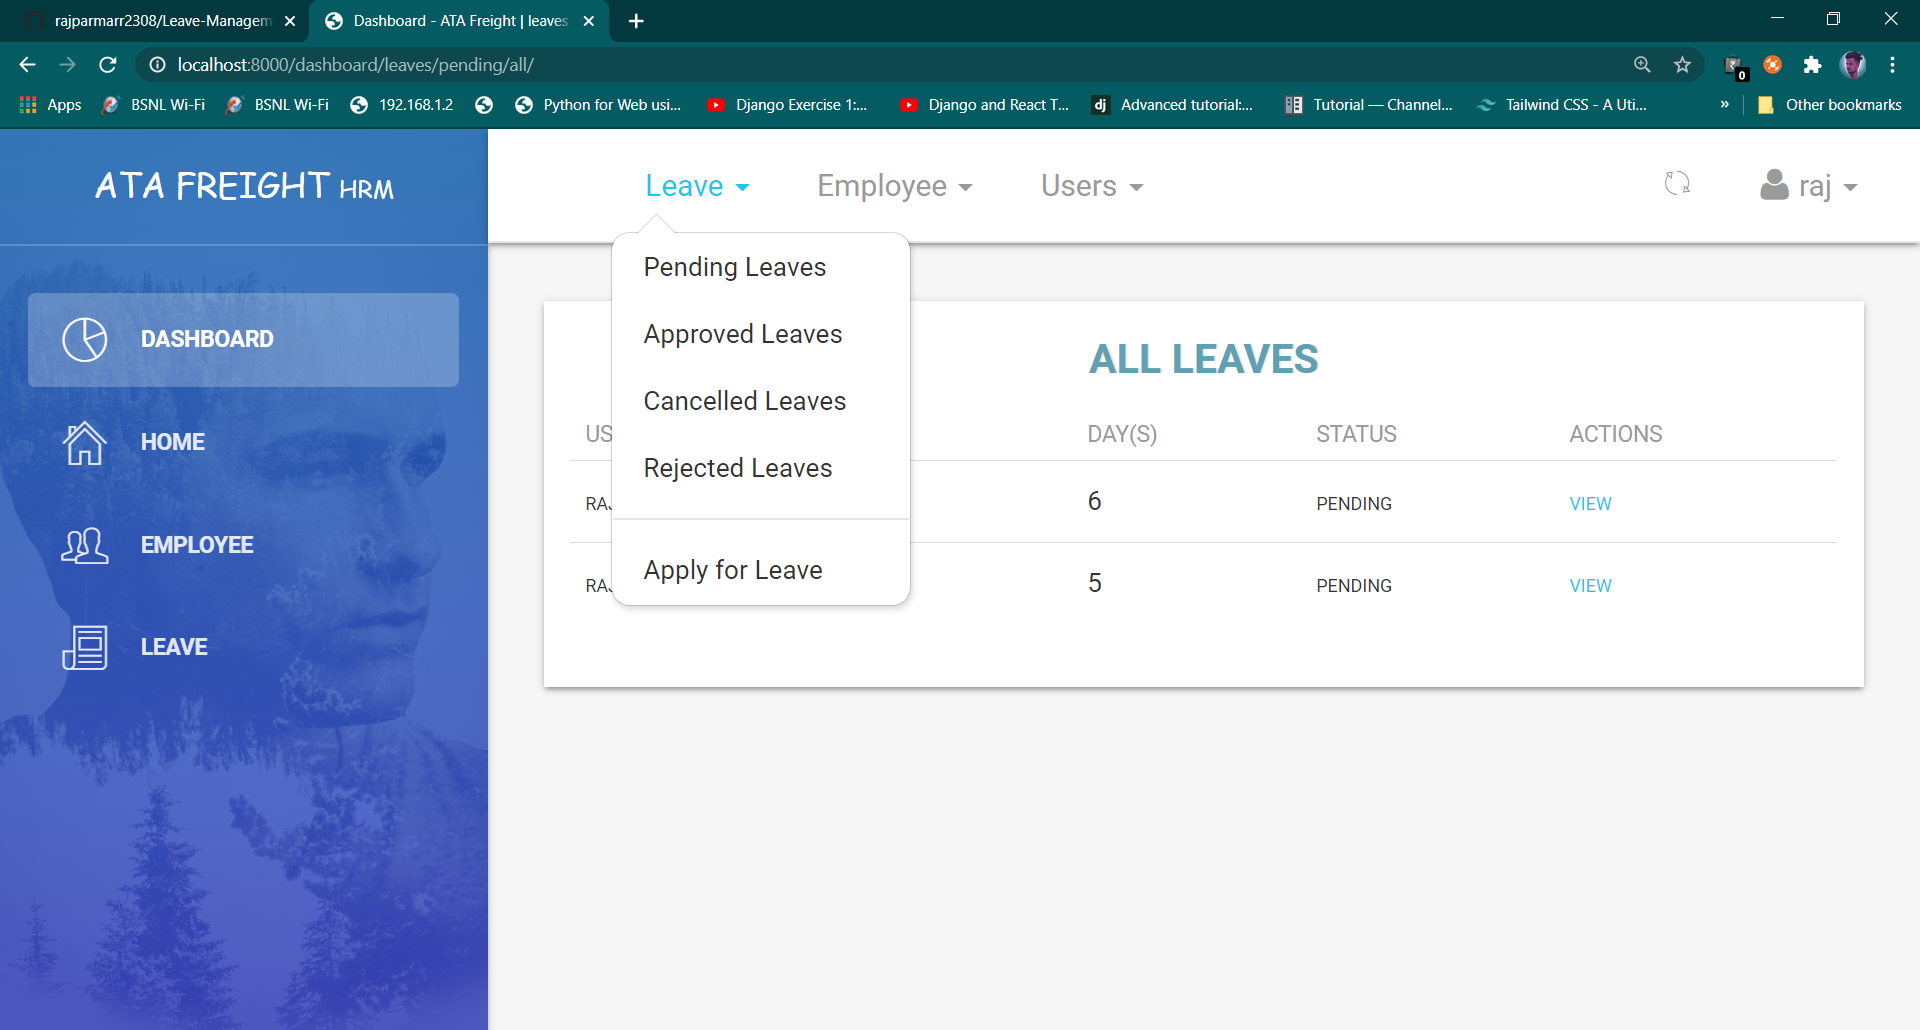 rajparmarr2308/Leave-Managem
Dashboard - ATA Freight | leaves
localhost:8000/dashboard/leaves/pending/all/
0
Apps
BSNL Wi-Fi
BSNL Wi-Fi
192.168.1.2
Python for Web usi...
Django Exercise 1:...
Django and React T...
dj
Advanced tutorial:...
Tutorial — Channel...
Tailwind CSS - A Uti...
»
Other bookmarks
ATA FREIGHT HRM
Leave
Employee
Users
raj
DASHBOARD
HOME
EMPLOYEE
LEAVE
Pending Leaves
Approved Leaves
Cancelled Leaves
Rejected Leaves
Apply for Leave
ALL LEAVES
US DAY(S) STATUS ACTIONS
RAJ 6 PENDING VIEW
RAJ 5 PENDING VIEW